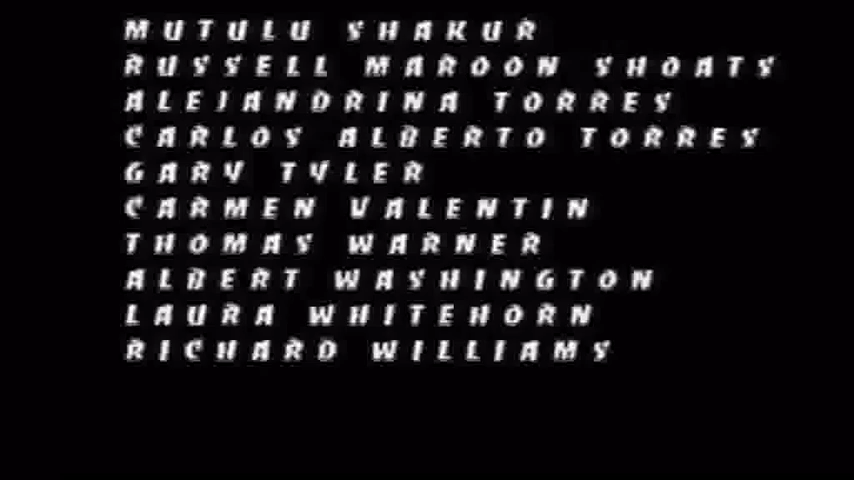 MUTULU SHAKUR
RUSSELL MAROON SHOATS
ALEJANDRINA TORRES
CARLOS ALBERTO TORRES
GARY TYLER
CARMEN VALENTIN
THOMAS WARNER
ALBERT WASHINGTON
LAURA WHITEHORN
RICHARD WILLIAMS